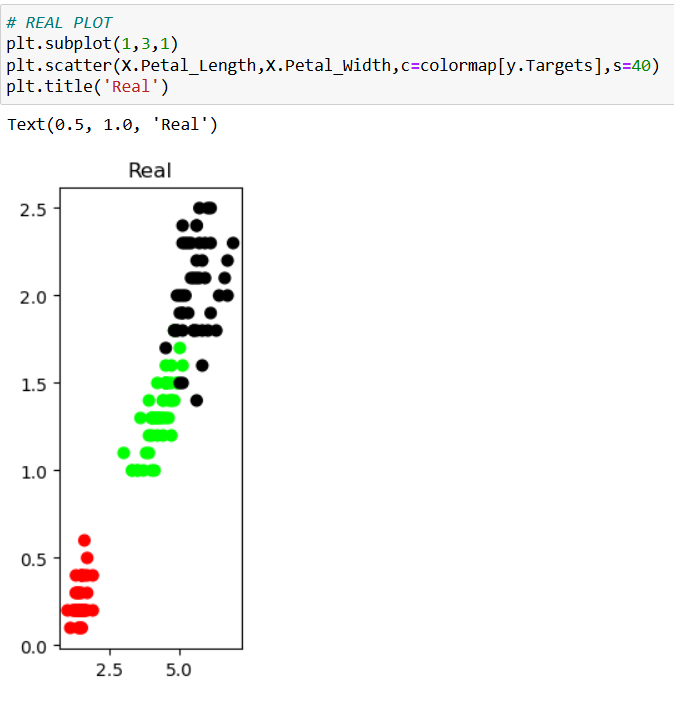 # REAL PLOT
plt.subplot(1,3,1)
plt.scatter(X.Petal_Length,X.Petal_Width,c=colormap[y.Targets],s=40)
plt.title('Real')
Text(0.5, 1.0, 'Real')
Real
2.5
2.0
1.5
1.0
0.5
0.0
2.5 5.0